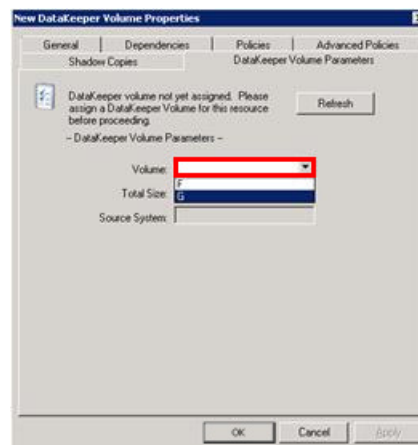 New DataKeeper Volume Properties
General
Dependencies
Policies
Advanced Policies
Shadow Copies
DataKeeper Volume Parameters
DataKeeper volume not yet assigned. Please
assign a DataKeeper Volume for this resource
before proceeding.
Refresh
-- DataKeeper Volume Parameters --
Volume:
F
Total Size:
G
Source System:
OK
Cancel
Apply